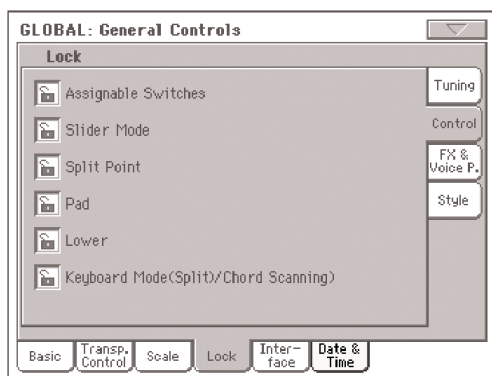 GLOBAL: General Controls
Lock
Assignable Switches
Slider Mode
Split Point
Pad
Lower
Keyboard Mode(Split)/Chord Scanning)
Tuning
Control
FX &
Voice P.
Style
Basic
Transp.
Control
Scale
Lock
Inter-
face
Date &
Time